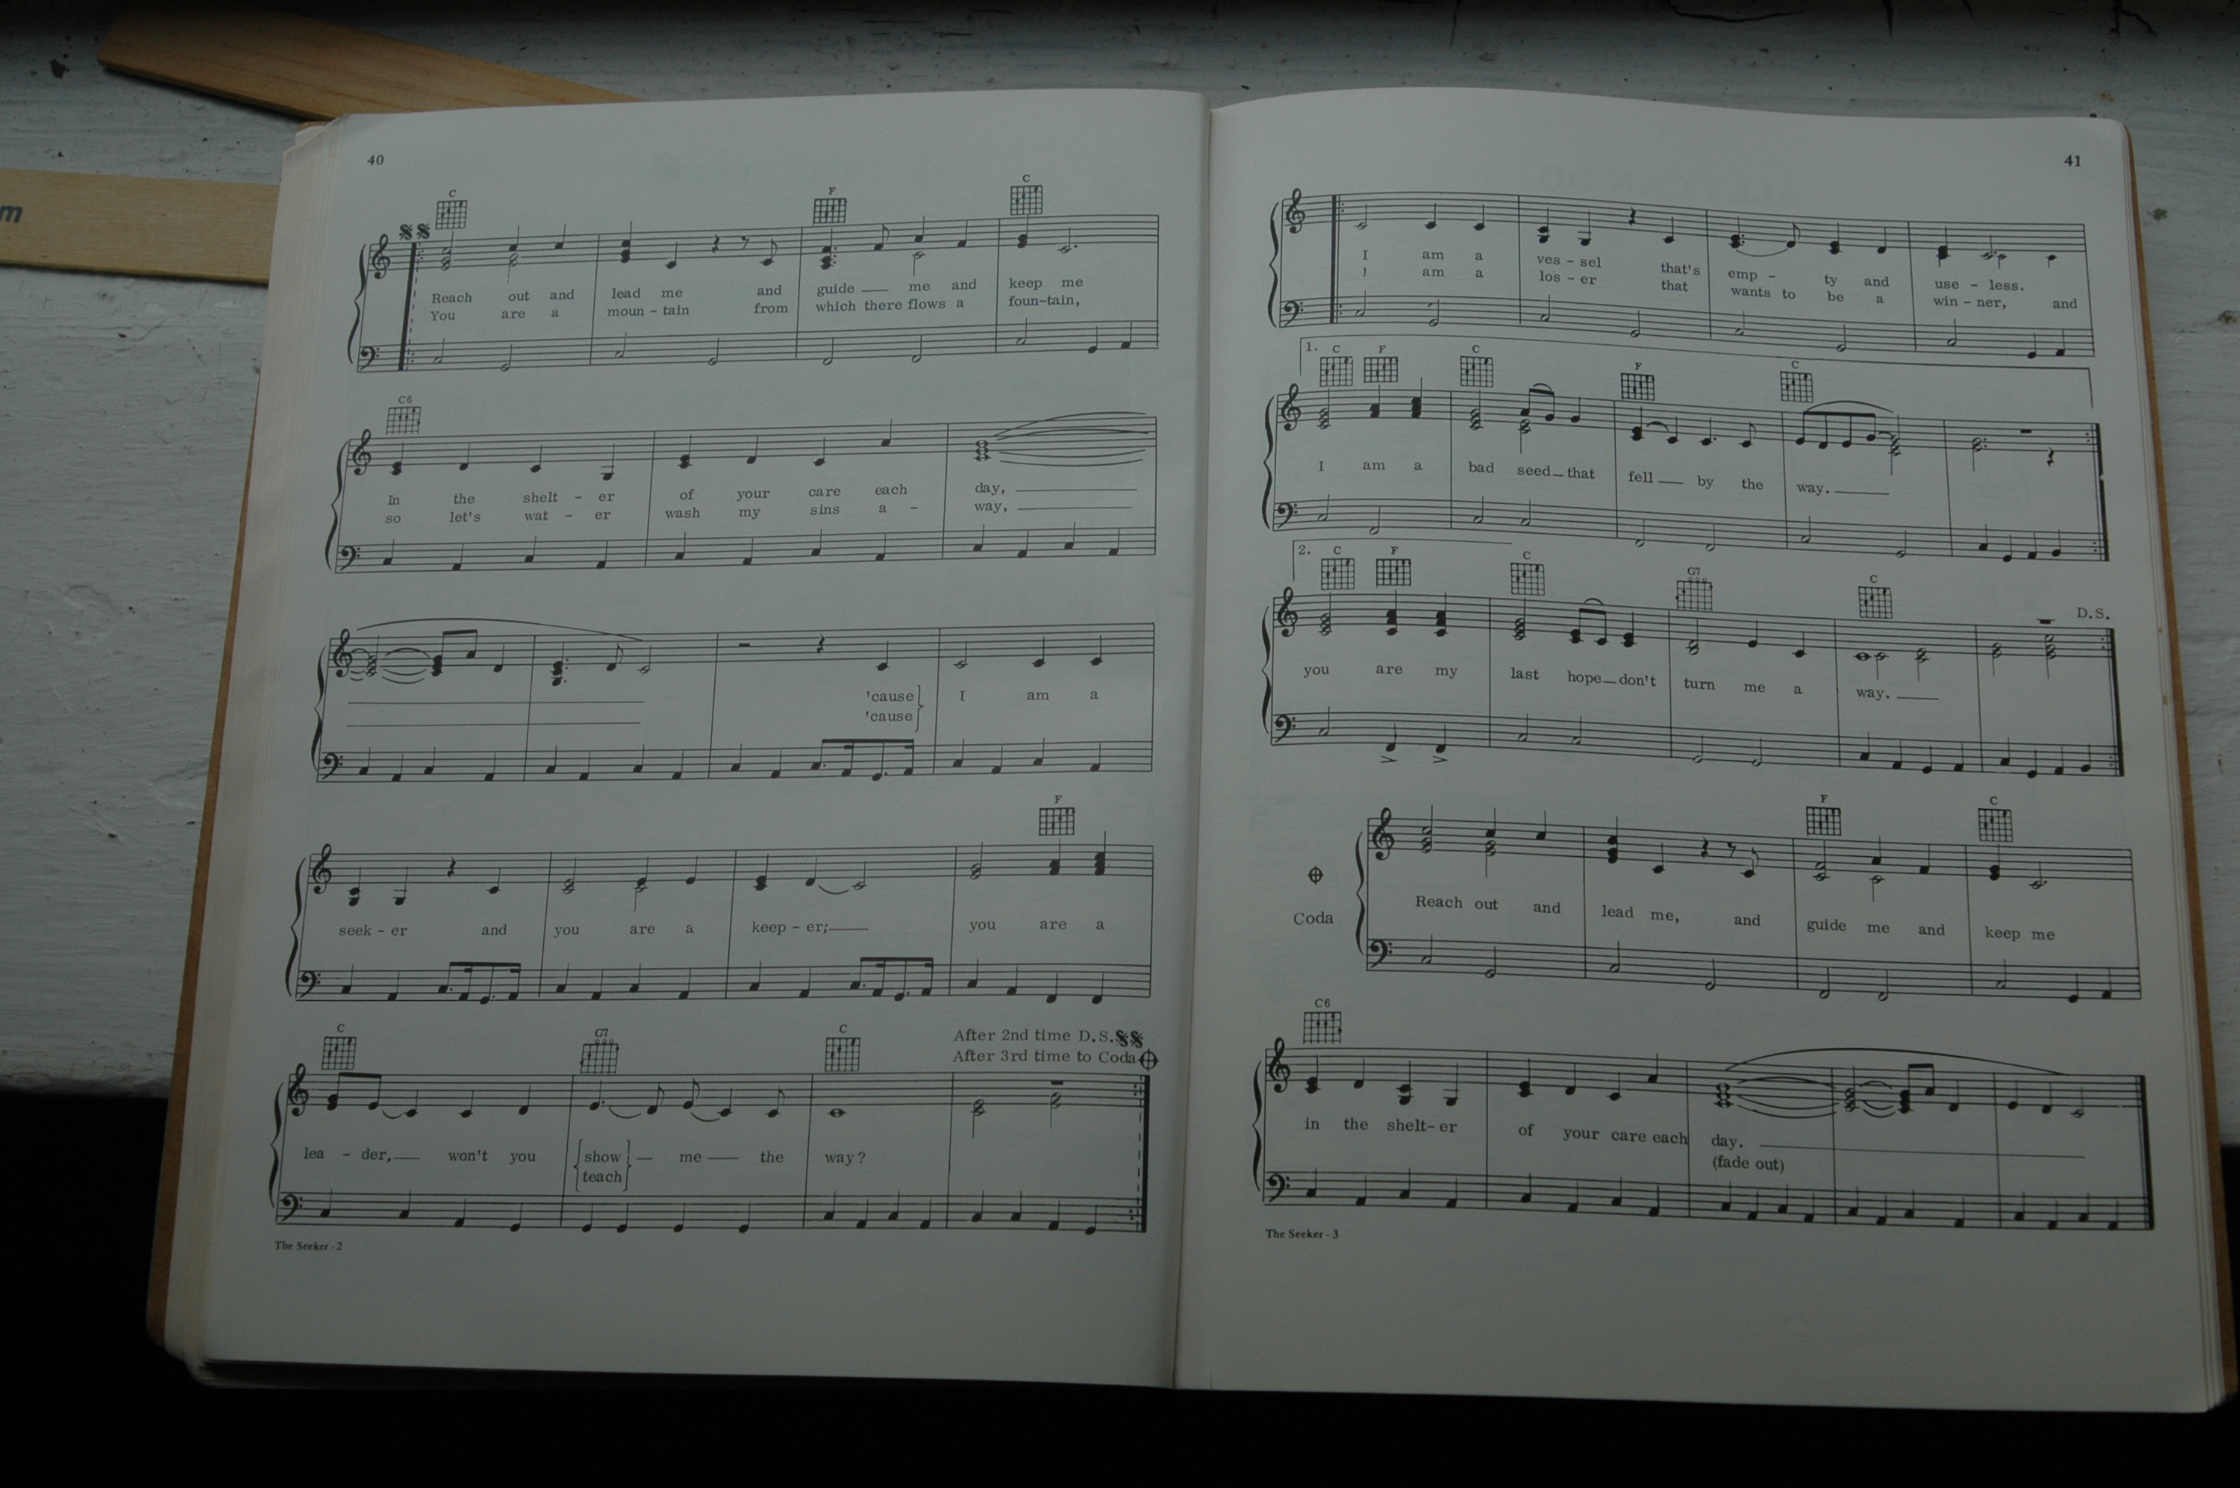 m
40
C F C
Reach out and lead me and guide me and keep me
You are a moun - tain from which there flows a foun-tain,
C6
In the shelt - er of your care each day,
so let's wat - er wash my sins a - way,
'cause I am a
'cause
F
seek - er and you are a keep - er; you are a
C G7 C
After 2nd time D.S.
After 3rd time to Coda
lea - der, won't you show me the way?
teach
The Seeker - 2
41
I am a ves - sel that's emp - ty and use - less.
I am a los - er that wants to be a win - ner, and
1. C F C F C
I am a bad seed that fell by the way.
2. C F C G7 C D.S.
you are my last hope don't turn me a way.
F C
Coda
Reach out and lead me, and guide me and keep me
C6
in the shelt- er of your care each day.
(fade out)
The Seeker - 3